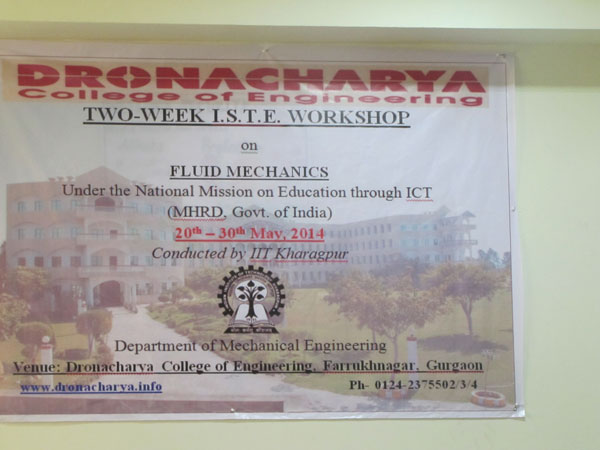 DRONACHARYA
College of Engineering
TWO-WEEK I.S.T.E. WORKSHOP
on
FLUID MECHANICS
Under the National Mission on Education through ICT
(MHRD, Govt. of India)
20th – 30th May, 2014
Conducted by IIT Kharagpur
Department of Mechanical Engineering
Venue: Dronacharya College of Engineering, Farrukhnagar, Gurgaon
www.dronacharya.info Ph- 0124-2375502/3/4